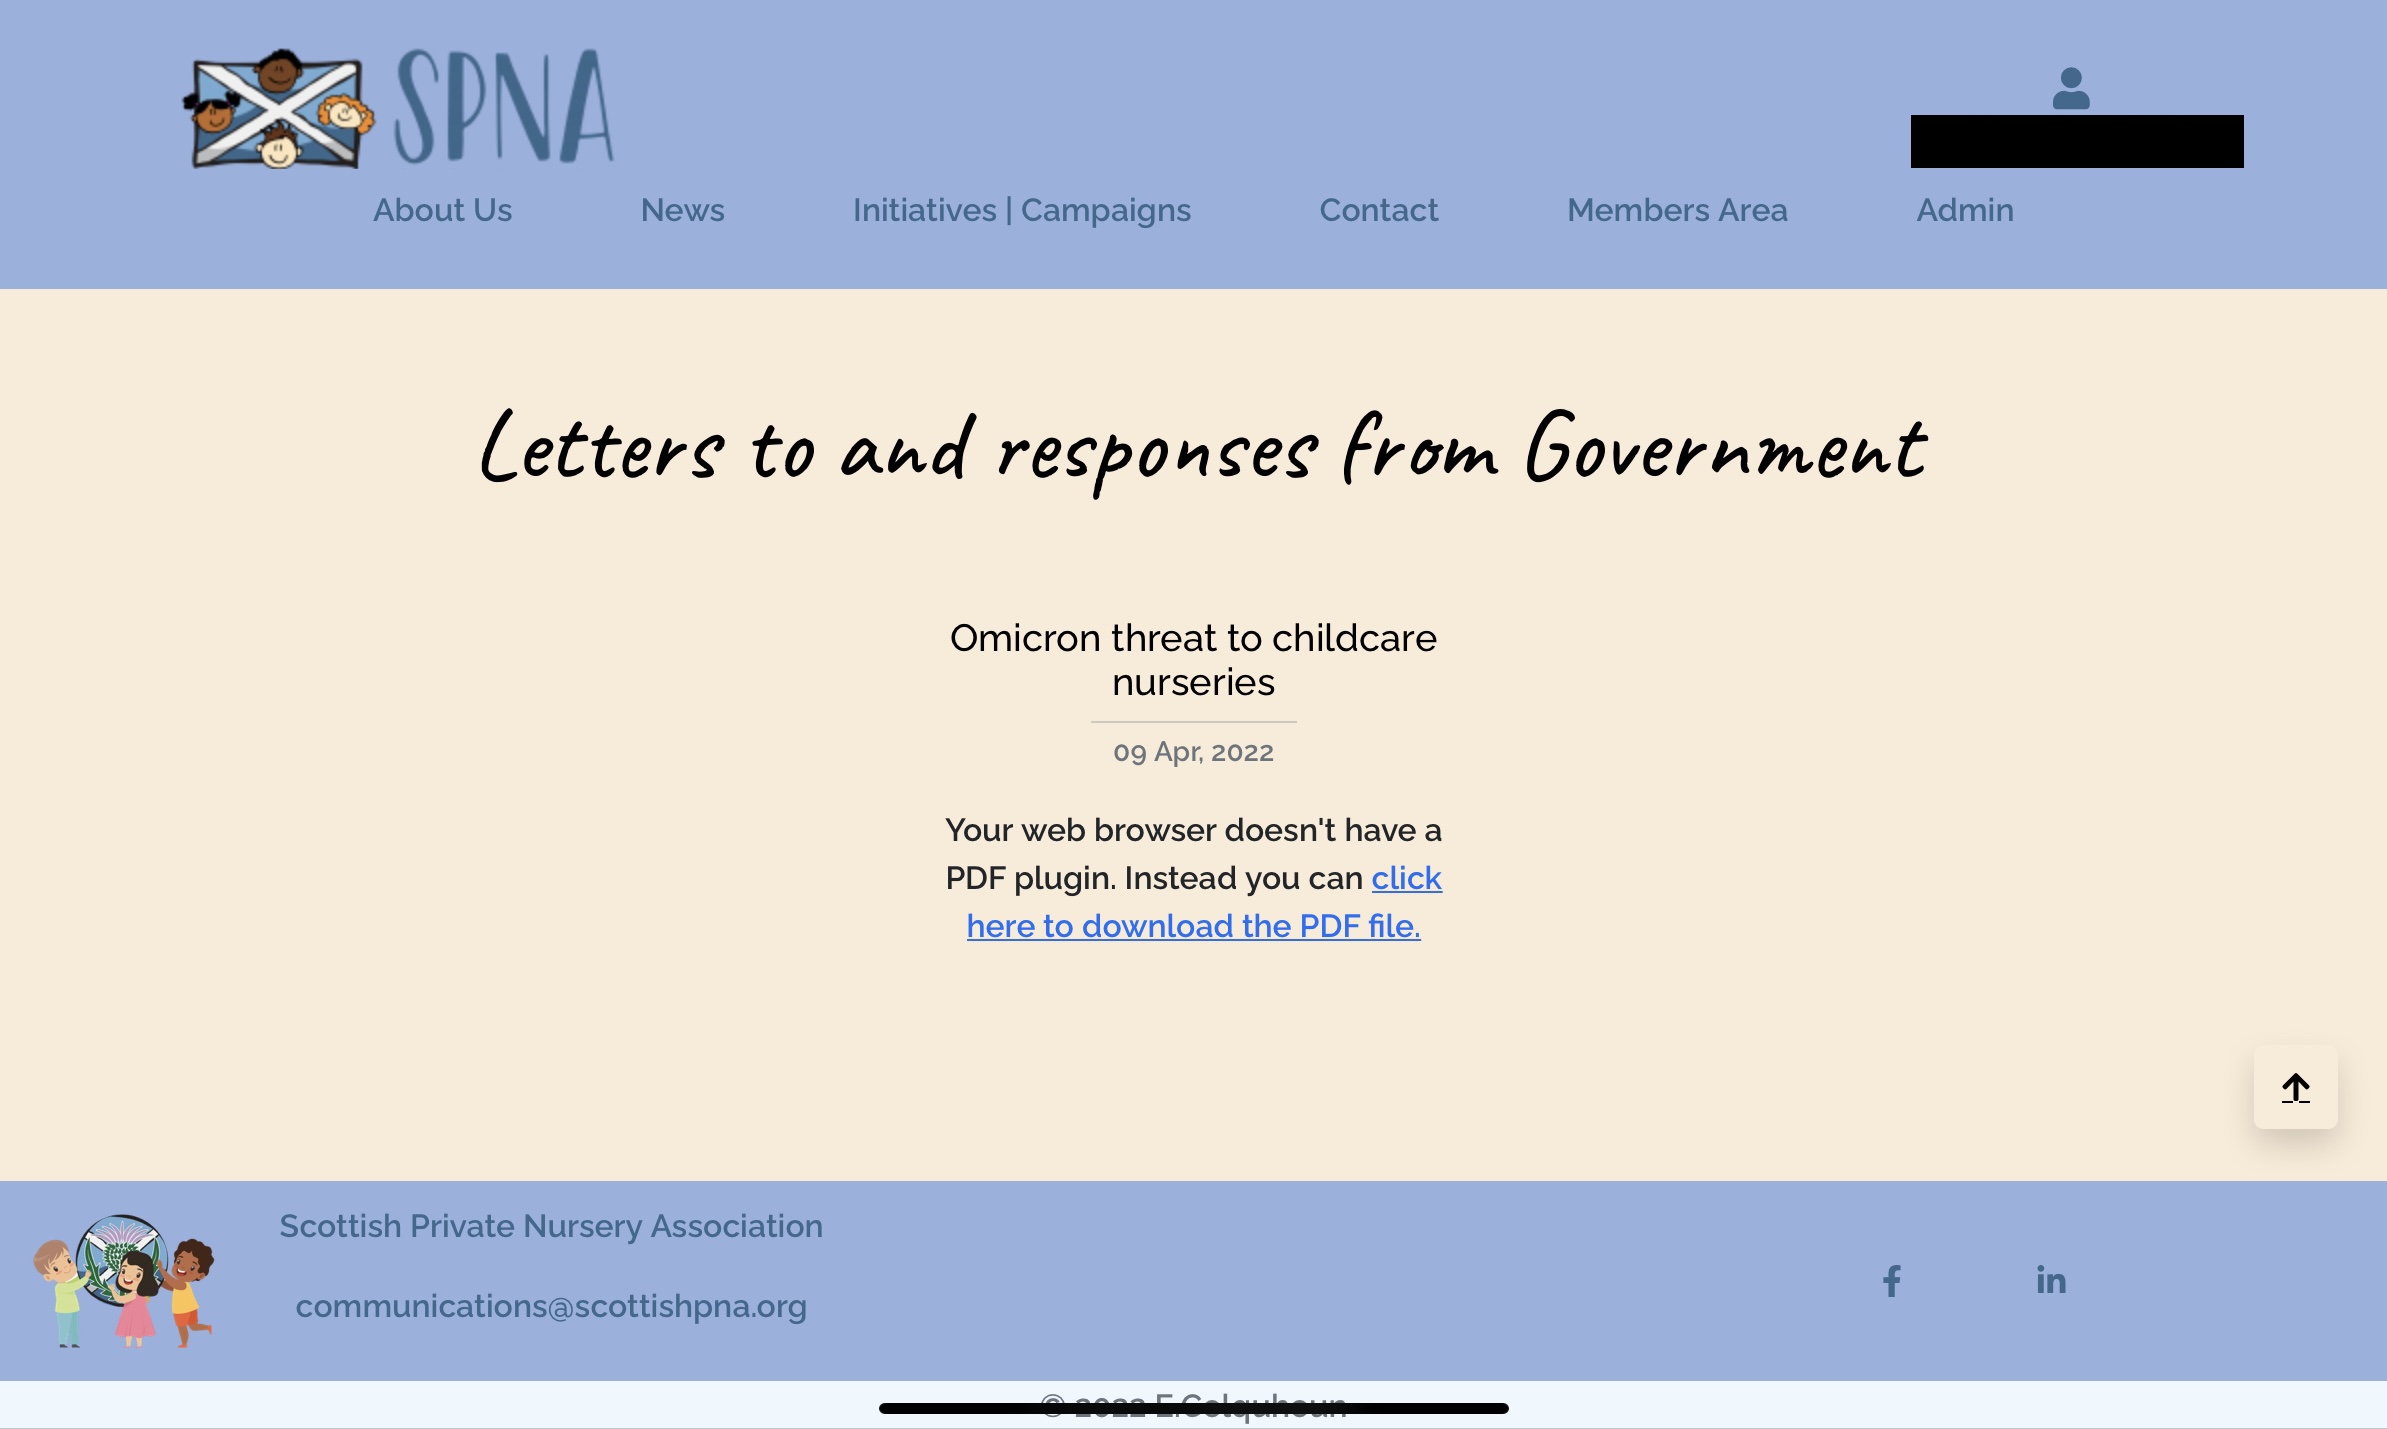 SPNA
About Us
News
Initiatives | Campaigns
Contact
Members Area
Admin
Letters to and responses from Government
Omicron threat to childcare
nurseries
09 Apr, 2022
Your web browser doesn't have a
PDF plugin. Instead you can click
here to download the PDF file.
Scottish Private Nursery Association
communications@scottishpna.org
© 2022 E.Colquhoun